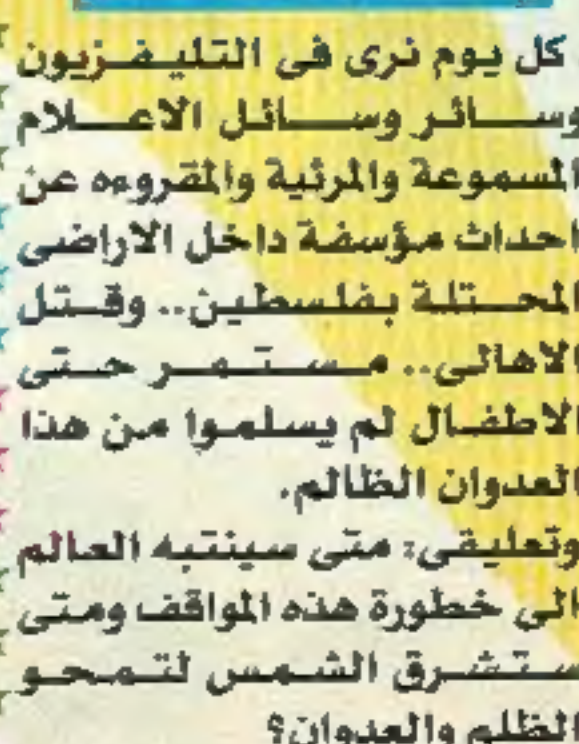 كل يوم نرى فى التليفزيون
وسائر وسائل الاعلام
المسموعة والمرئية والمقروءه عن
احداث مؤسفة داخل الاراضى
المحتلة بفلسطين.. وقتل
الاهالى.. مستمر حتى
الاطفال لم يسلموا من هذا
العدوان الظالم.
وتعليقى: متى سينتبه العالم
الى خطورة هذه المواقف ومتى
ستشرق الشمس لتمحو
الظلم والعدوان؟